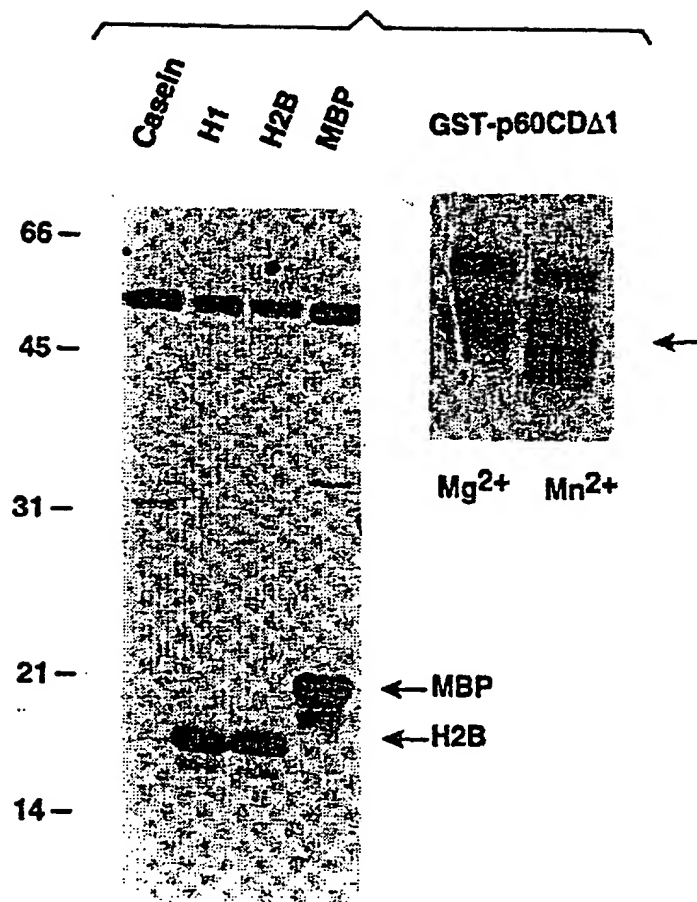 Casein H1 H2B MBP
GST-p60CDΔ1
66
45
Mg2+ Mn2+
31
21
MBP
H2B
14